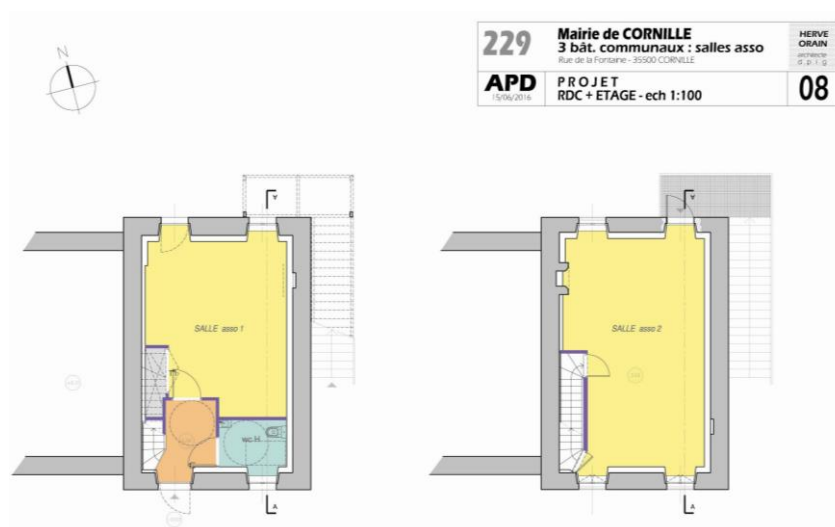 N
229
Mairie de CORNILLE
3 bât. communaux : salles asso
Rue de la Fontaine - 35500 CORNILLE
HERVE
ORAIN
architecte
d.p.l.g
APD
15/06/2016
PROJET
RDC + ETAGE - ech 1:100
08
A
A
SALLE asso 1
SALLE asso 2
wc H
A
A